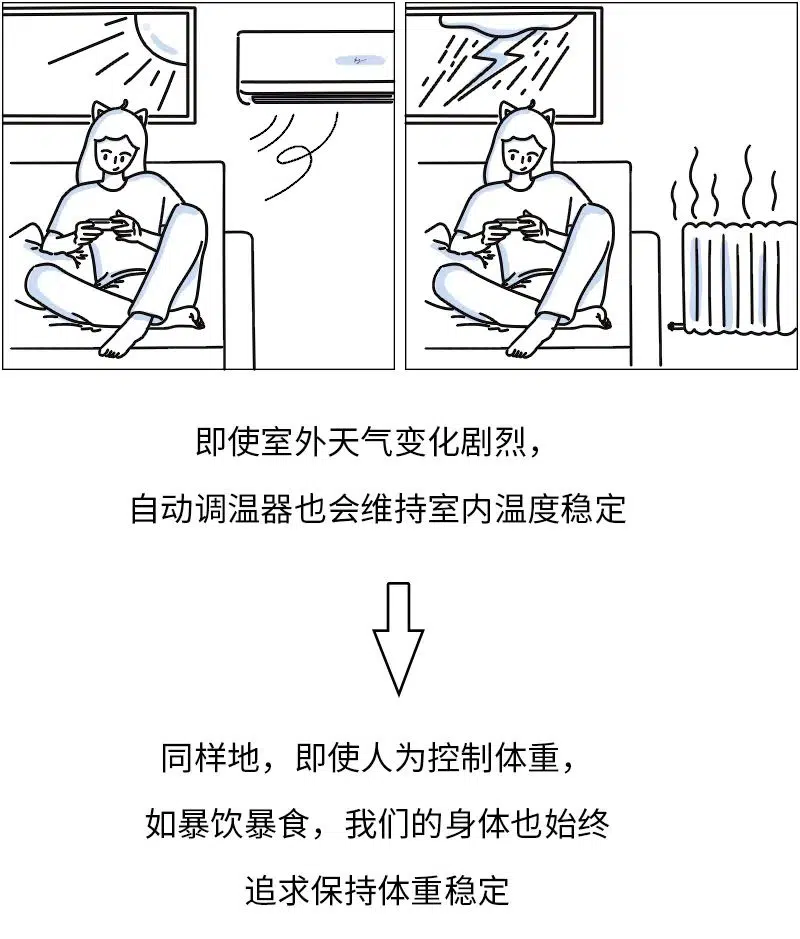 即使室外天气变化剧烈，
自动调温器也会维持室内温度稳定
同样地，即使人为控制体重，
如暴饮暴食，我们的身体也始终
追求保持体重稳定